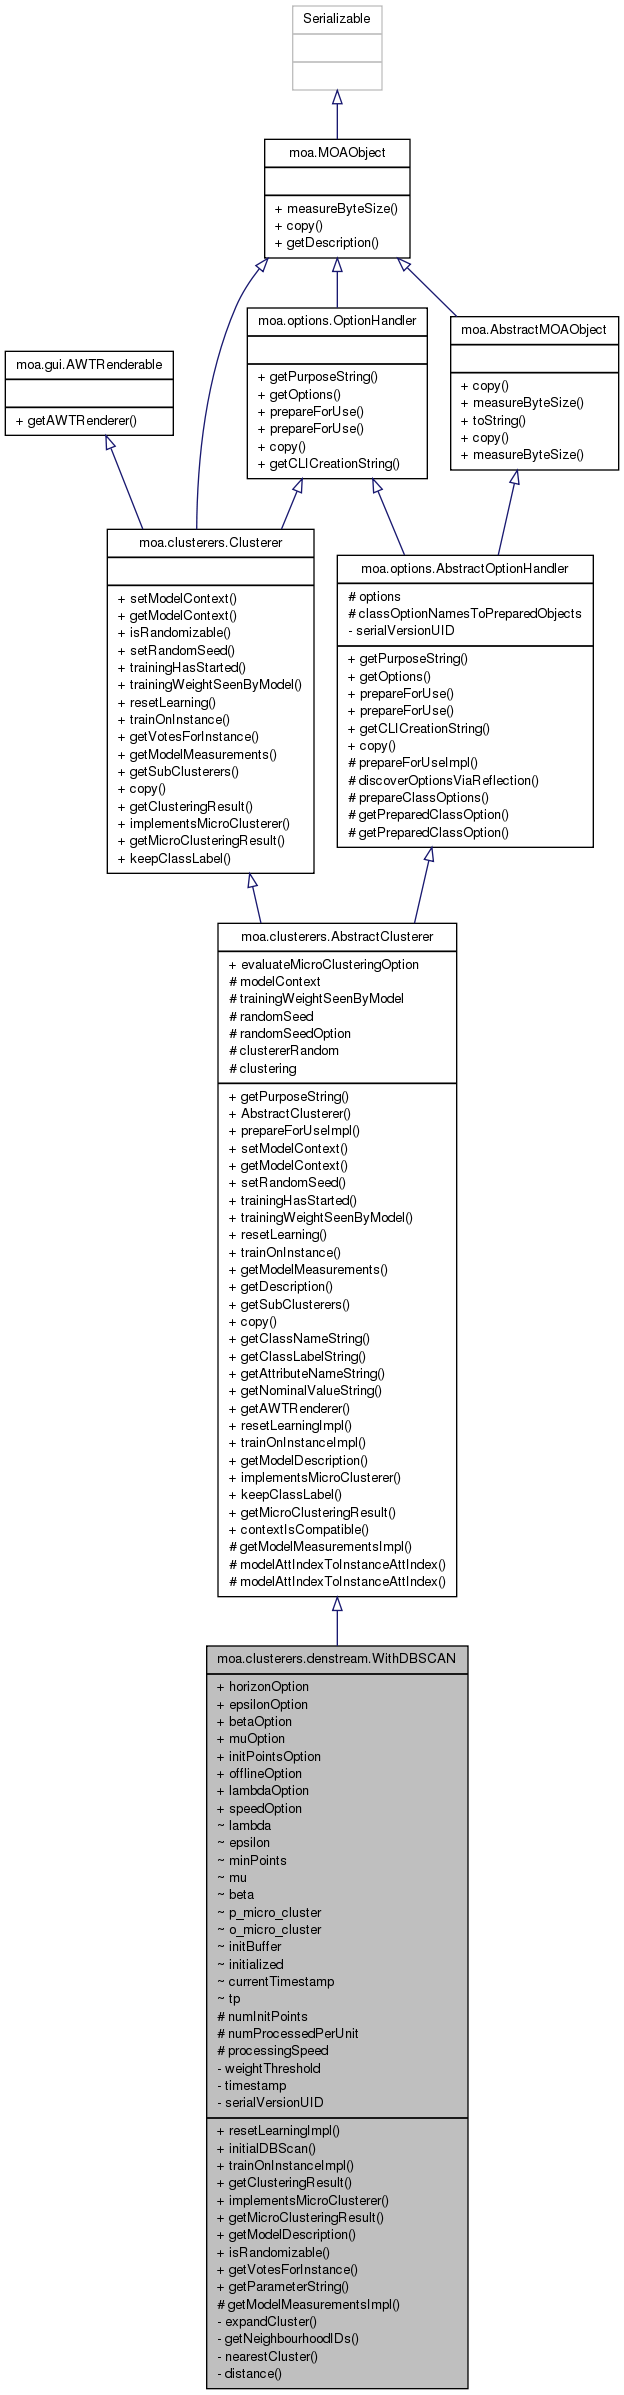 Serializable
moa.MOAObject
+ measureByteSize()
+ copy()
+ getDescription()
moa.options.OptionHandler
+ getPurposeString()
+ getOptions()
+ prepareForUse()
+ prepareForUse()
+ copy()
+ getCLICreationString()
moa.AbstractMOAObject
+ copy()
+ measureByteSize()
+ toString()
+ copy()
+ measureByteSize()
moa.gui.AWTRenderable
+ getAWTRenderer()
moa.clusterers.Clusterer
+ setModelContext()
+ getModelContext()
+ isRandomizable()
+ setRandomSeed()
+ trainingHasStarted()
+ trainingWeightSeenByModel()
+ resetLearning()
+ trainOnInstance()
+ getVotesForInstance()
+ getModelMeasurements()
+ getSubClusterers()
+ copy()
+ getClusteringResult()
+ implementsMicroClusterer()
+ getMicroClusteringResult()
+ keepClassLabel()
moa.options.AbstractOptionHandler
# options
# classOptionNamesToPreparedObjects
- serialVersionUID
+ getPurposeString()
+ getOptions()
+ prepareForUse()
+ prepareForUse()
+ getCLICreationString()
+ copy()
# prepareForUseImpl()
# discoverOptionsViaReflection()
# prepareClassOptions()
# getPreparedClassOption()
# getPreparedClassOption()
moa.clusterers.AbstractClusterer
+ evaluateMicroClusteringOption
# modelContext
# trainingWeightSeenByModel
# randomSeed
# randomSeedOption
# clustererRandom
# clustering
+ getPurposeString()
+ AbstractClusterer()
+ prepareForUseImpl()
+ setModelContext()
+ getModelContext()
+ setRandomSeed()
+ trainingHasStarted()
+ trainingWeightSeenByModel()
+ resetLearning()
+ trainOnInstance()
+ getModelMeasurements()
+ getDescription()
+ getSubClusterers()
+ copy()
+ getClassNameString()
+ getClassLabelString()
+ getAttributeNameString()
+ getNominalValueString()
+ getAWTRenderer()
+ resetLearningImpl()
+ trainOnInstanceImpl()
+ getModelDescription()
+ implementsMicroClusterer()
+ keepClassLabel()
+ getMicroClusteringResult()
+ contextIsCompatible()
# getModelMeasurementsImpl()
# modelAttIndexToInstanceAttIndex()
# modelAttIndexToInstanceAttIndex()
moa.clusterers.denstream.WithDBSCAN
+ horizonOption
+ epsilonOption
+ betaOption
+ muOption
+ initPointsOption
+ offlineOption
+ lambdaOption
+ speedOption
~ lambda
~ epsilon
~ minPoints
~ mu
~ beta
~ p_micro_cluster
~ o_micro_cluster
~ initBuffer
~ initialized
~ currentTimestamp
~ tp
# numInitPoints
# numProcessedPerUnit
# processingSpeed
- weightThreshold
- timestamp
- serialVersionUID
+ resetLearningImpl()
+ initialDBScan()
+ trainOnInstanceImpl()
+ getClusteringResult()
+ implementsMicroClusterer()
+ getMicroClusteringResult()
+ getModelDescription()
+ isRandomizable()
+ getVotesForInstance()
+ getParameterString()
# getModelMeasurementsImpl()
- expandCluster()
- getNeighbourhoodIDs()
- nearestCluster()
- distance()